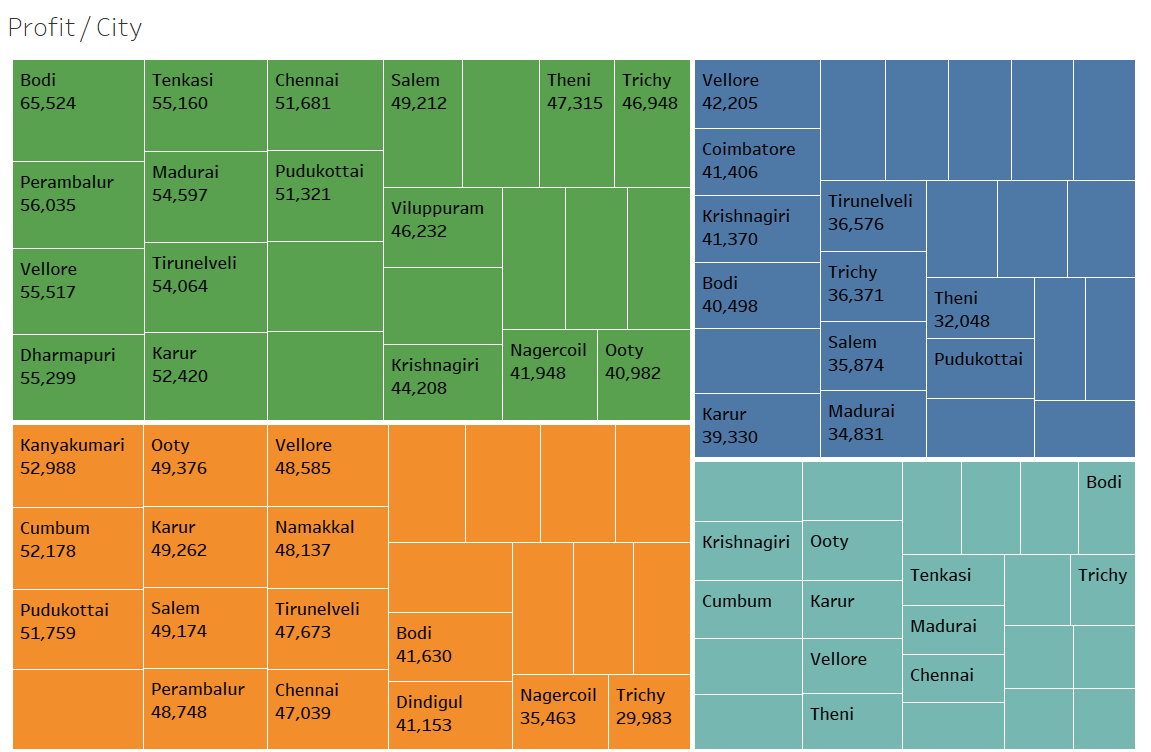 Profit / City
Bodi
65,524
Perambalur
56,035
Vellore
55,517
Dharmapuri
55,299
Tenkasi
55,160
Madurai
54,597
Tirunelveli
54,064
Karur
52,420
Chennai
51,681
Pudukottai
51,321
Salem
49,212
Theni
47,315
Trichy
46,948
Viluppuram
46,232
Krishnagiri
44,208
Nagercoil
41,948
Ooty
40,982
Vellore
42,205
Coimbatore
41,406
Krishnagiri
41,370
Bodi
40,498
Karur
39,330
Tirunelveli
36,576
Trichy
36,371
Salem
35,874
Madurai
34,831
Theni
32,048
Pudukottai
Kanyakumari
52,988
Cumbum
52,178
Pudukottai
51,759
Ooty
49,376
Karur
49,262
Salem
49,174
Perambalur
48,748
Vellore
48,585
Namakkal
48,137
Tirunelveli
47,673
Chennai
47,039
Bodi
41,630
Dindigul
41,153
Nagercoil
35,463
Trichy
29,983
Krishnagiri
Cumbum
Ooty
Karur
Vellore
Theni
Bodi
Tenkasi
Madurai
Chennai
Trichy